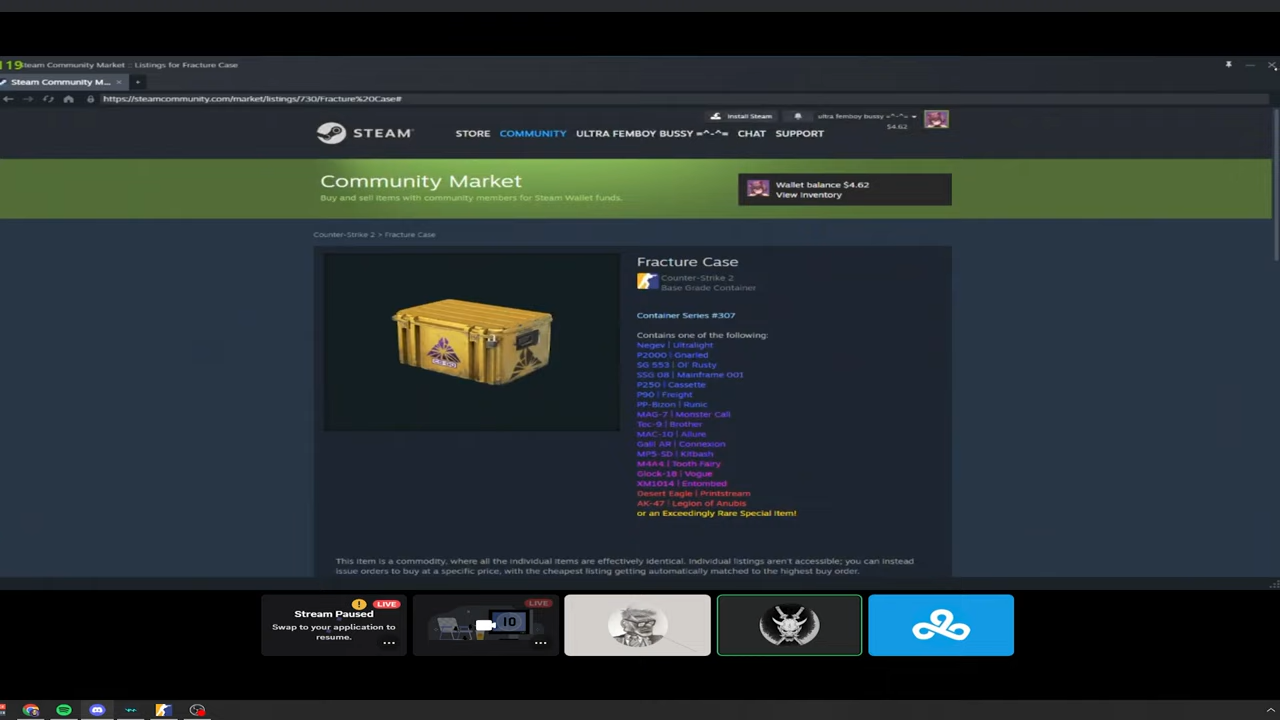 119
Steam Community Market :: Listings for Fracture Case
Steam Community M...
https://steamcommunity.com/market/listings/730/Fracture%20Case#
Install Steam
ultra femboy bussy =^-^=
$4.62
STEAM
STORE COMMUNITY ULTRA FEMBOY BUSSY =^-^= CHAT SUPPORT
Community Market
Buy and sell items with community members for Steam Wallet funds.
Wallet balance $4.62
View Inventory
Counter-Strike 2 > Fracture Case
Fracture Case
Counter-Strike 2
Base Grade Container
Container Series #307
Contains one of the following:
Negev | Ultralight
P2000 | Gnarled
SG 553 | Ol' Rusty
SSG 08 | Mainframe 001
P250 | Cassette
P90 | Freight
PP-Bizon | Runic
MAG-7 | Monster Call
Tec-9 | Brother
MAC-10 | Allure
Galil AR | Connexion
MP5-SD | Kitbash
M4A4 | Tooth Fairy
Glock-18 | Vogue
XM1014 | Entombed
Desert Eagle | Printstream
AK-47 | Legion of Anubis
or an Exceedingly Rare Special Item!
This item is a commodity, where all the individual items are effectively identical. Individual listings aren't accessible; you can instead
issue orders to buy at a specific price, with the cheapest listing getting automatically matched to the highest buy order.
LIVE
Stream Paused
Swap to your application to
resume.
LIVE
10